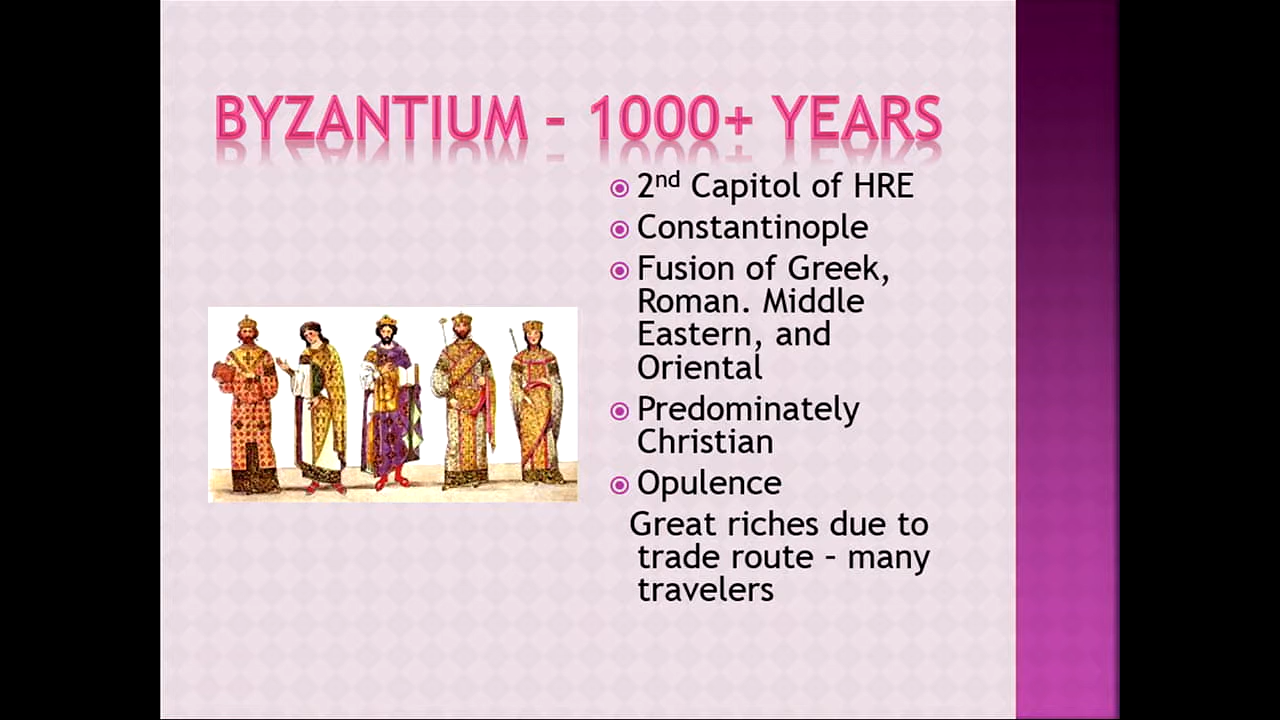 BYZANTIUM – 1000+ YEARS
2nd Capitol of HRE
Constantinople
Fusion of Greek,
Roman. Middle
Eastern, and
Oriental
Predominately
Christian
Opulence
Great riches due to
trade route – many
travelers